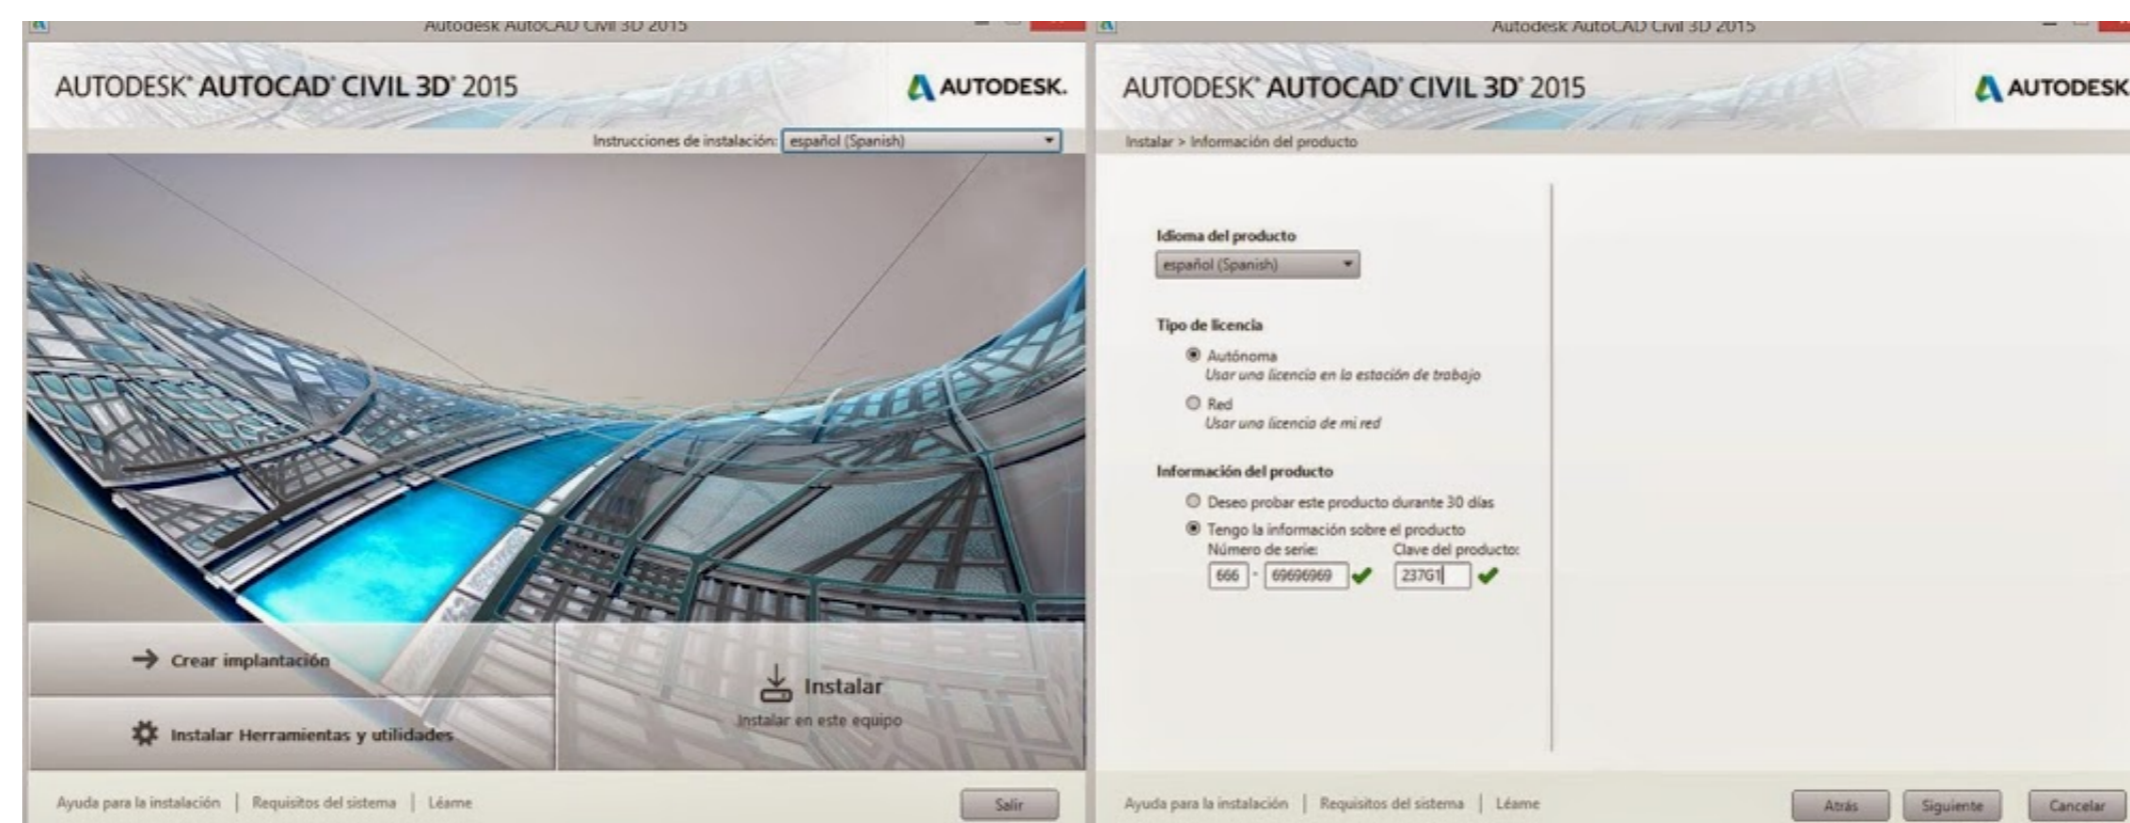 Autodesk AutoCAD Civil 3D 2015
AUTODESK® AUTOCAD® CIVIL 3D® 2015
AUTODESK.
Instrucciones de instalación: español (Spanish)
Crear implantación
Instalar Herramientas y utilidades
Instalar
Instalar en este equipo
Ayuda para la instalación | Requisitos del sistema | Léame
Salir
Autodesk AutoCAD Civil 3D 2015
AUTODESK® AUTOCAD® CIVIL 3D® 2015
AUTODESK
Instalar > Información del producto
Idioma del producto
español (Spanish)
Tipo de licencia
Autónoma
Usar una licencia en la estación de trabajo
Red
Usar una licencia de mi red
Información del producto
Deseo probar este producto durante 30 días
Tengo la información sobre el producto
Número de serie: Clave del producto:
666 - 69696969 237G1
Ayuda para la instalación | Requisitos del sistema | Léame
Atrás Siguiente Cancelar